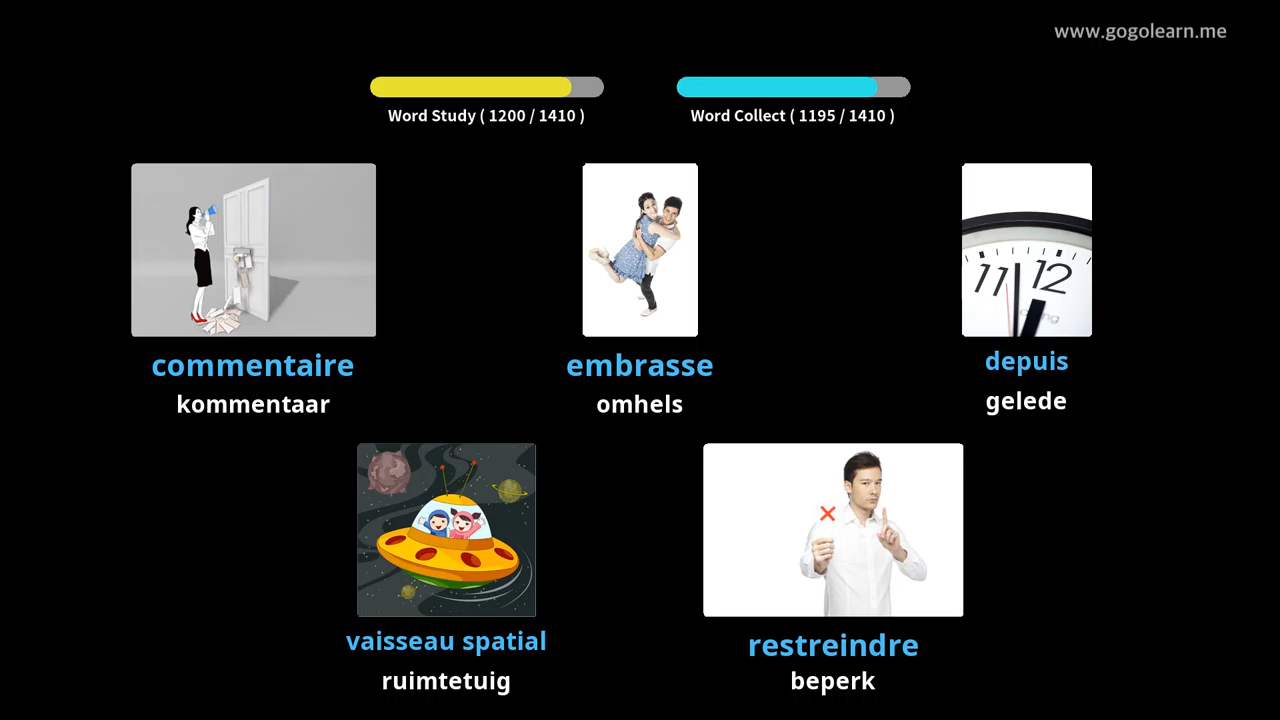 www.gogolearn.me
Word Study ( 1200 / 1410 )
Word Collect ( 1195 / 1410 )
11 12
commentaire
kommentaar
embrasse
omhels
depuis
gelede
vaisseau spatial
ruimtetuig
restreindre
beperk